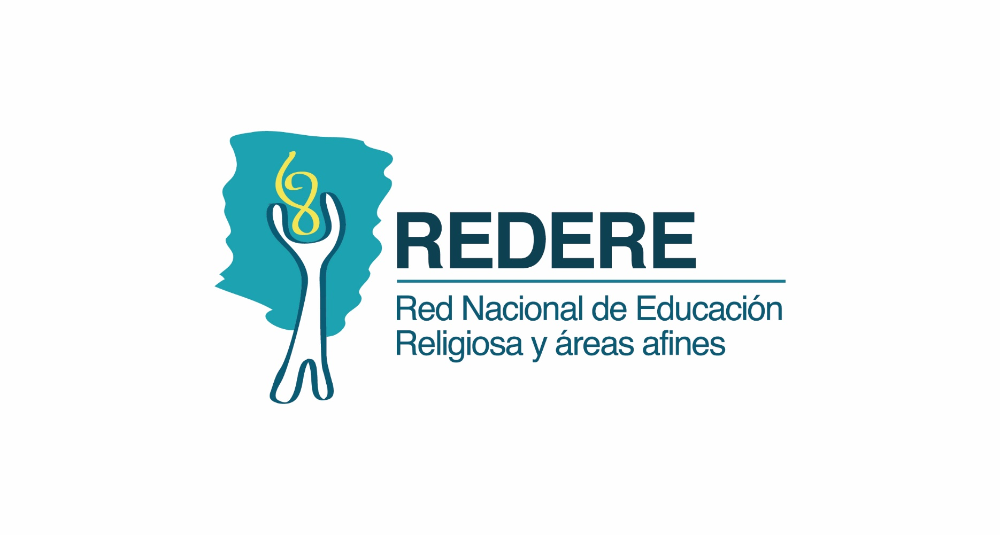 REDERE
Red Nacional de Educación
Religiosa y áreas afines